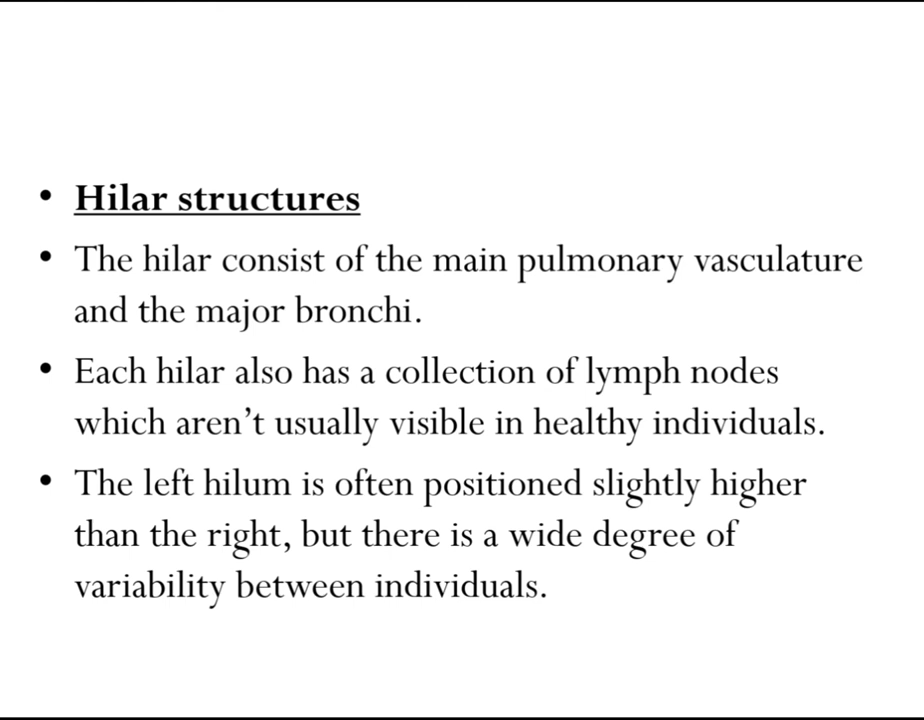 • Hilar structures
• The hilar consist of the main pulmonary vasculature
and the major bronchi.
• Each hilar also has a collection of lymph nodes
which aren’t usually visible in healthy individuals.
• The left hilum is often positioned slightly higher
than the right, but there is a wide degree of
variability between individuals.